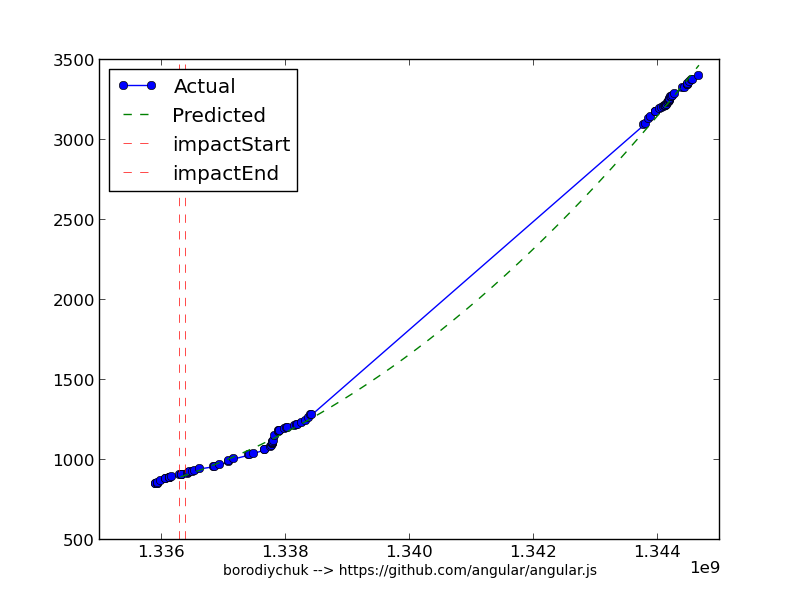 3500
3000
2500
2000
1500
1000
500
Actual
Predicted
impactStart
impactEnd
1.336 1.338 1.340 1.342 1.344
1e9
borodiychuk --> https://github.com/angular/angular.js